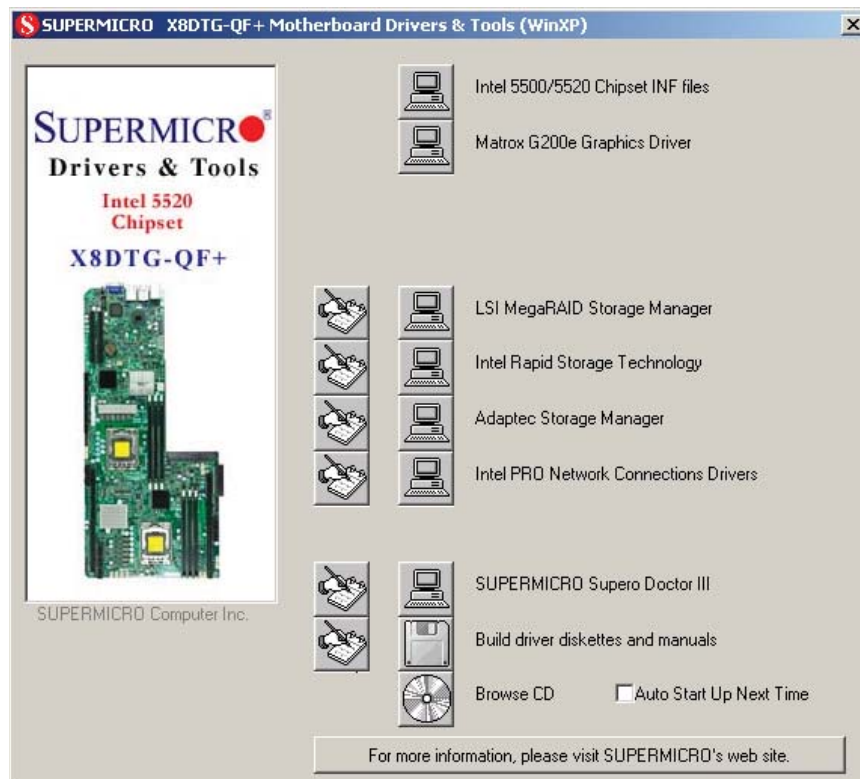 SUPERMICRO X8DTG-QF+ Motherboard Drivers & Tools (WinXP)
SUPERMICRO®
Drivers & Tools
Intel 5520
Chipset
X8DTG-QF+
SUPERMICRO Computer Inc.
Intel 5500/5520 Chipset INF files
Matrox G200e Graphics Driver
LSI MegaRAID Storage Manager
Intel Rapid Storage Technology
Adaptec Storage Manager
Intel PRO Network Connections Drivers
SUPERMICRO Supero Doctor III
Build driver diskettes and manuals
Browse CD Auto Start Up Next Time
For more information, please visit SUPERMICRO's web site.